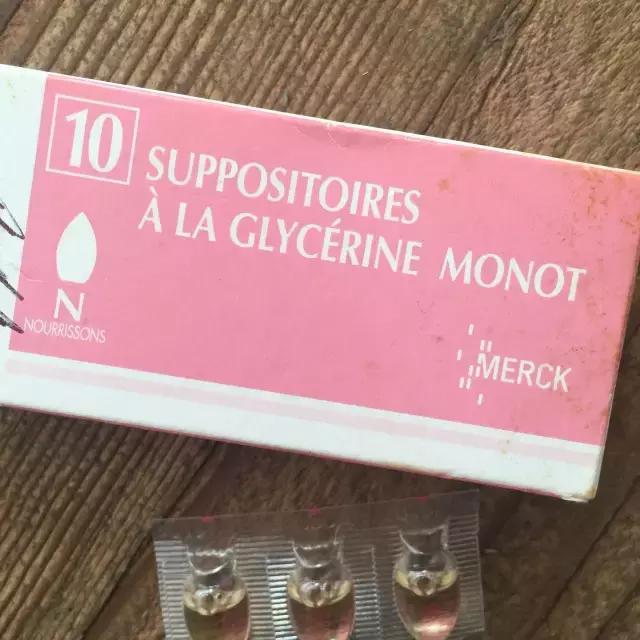 10
SUPPOSITOIRES
À LA GLYCÉRINE MONOT
N
NOURRISSONS
MERCK